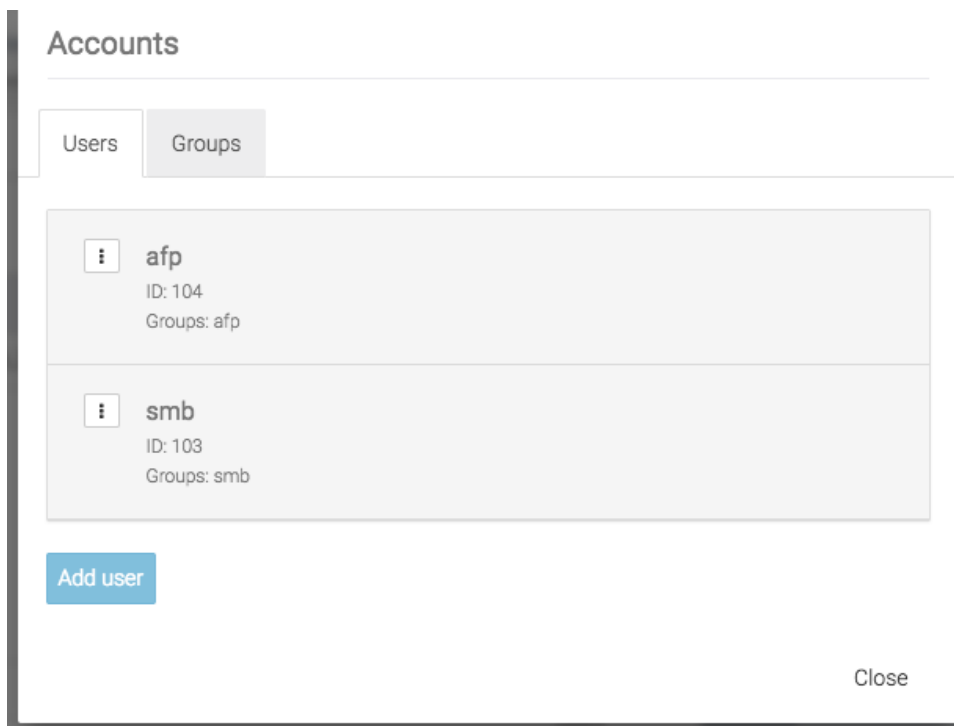 Accounts
Users
Groups
afp
ID: 104
Groups: afp
smb
ID: 103
Groups: smb
Add user
Close